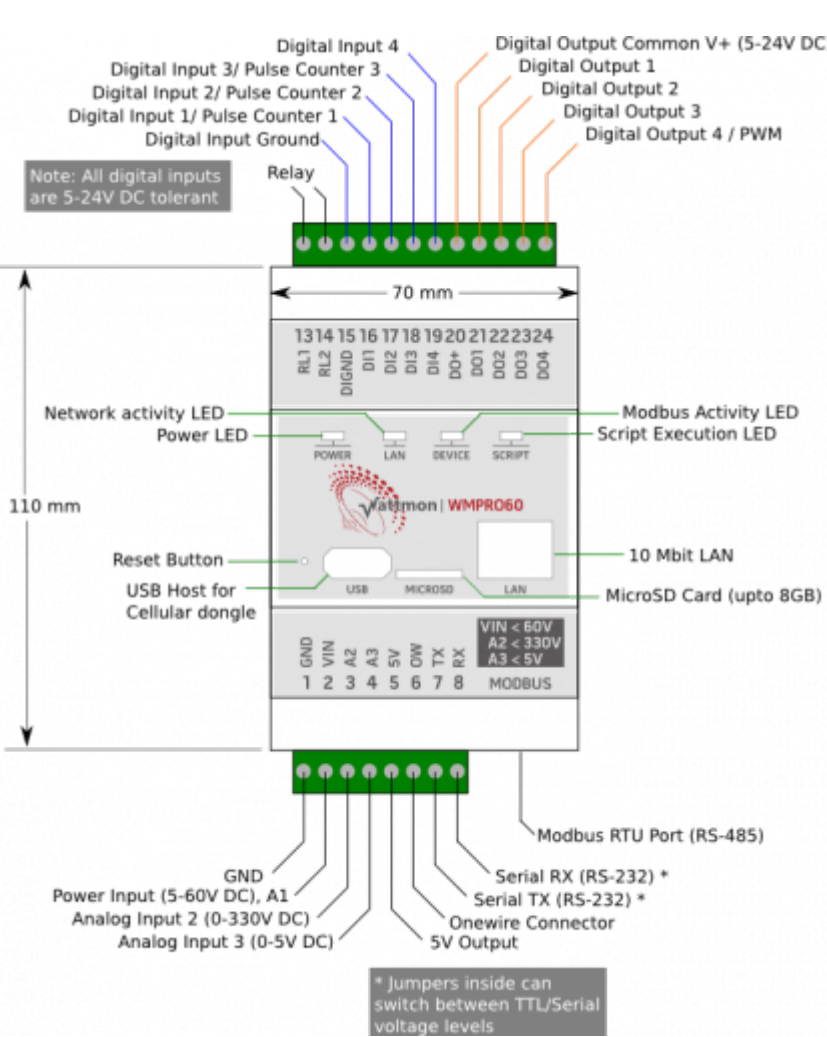 Digital Input 4
Digital Input 3/ Pulse Counter 3
Digital Input 2/ Pulse Counter 2
Digital Input 1/ Pulse Counter 1
Digital Input Ground
Relay
Digital Output Common V+ (5-24V DC
Digital Output 1
Digital Output 2
Digital Output 3
Digital Output 4 / PWM
Note: All digital inputs
are 5-24V DC tolerant
70 mm
110 mm
13 14 15 16 17 18 19 20 21 22 23 24
RL1 RL2 DIGND DI1 DI2 DI3 DI4 DO+ DO1 DO2 DO3 DO4
Network activity LED
Power LED
Modbus Activity LED
Script Execution LED
POWER LAN DEVICE SCRIPT
Wattmon | WMPRO60
Reset Button
USB Host for
Cellular dongle
10 Mbit LAN
MicroSD Card (upto 8GB)
USB MICROSD LAN
VIN < 60V
A2 < 330V
A3 < 5V
GND VIN A2 A3 5V OW TX RX
1 2 3 4 5 6 7 8 MODBUS
Modbus RTU Port (RS-485)
GND
Power Input (5-60V DC), A1
Analog Input 2 (0-330V DC)
Analog Input 3 (0-5V DC)
Serial RX (RS-232) *
Serial TX (RS-232) *
Onewire Connector
5V Output
* Jumpers inside can
switch between TTL/Serial
voltage levels